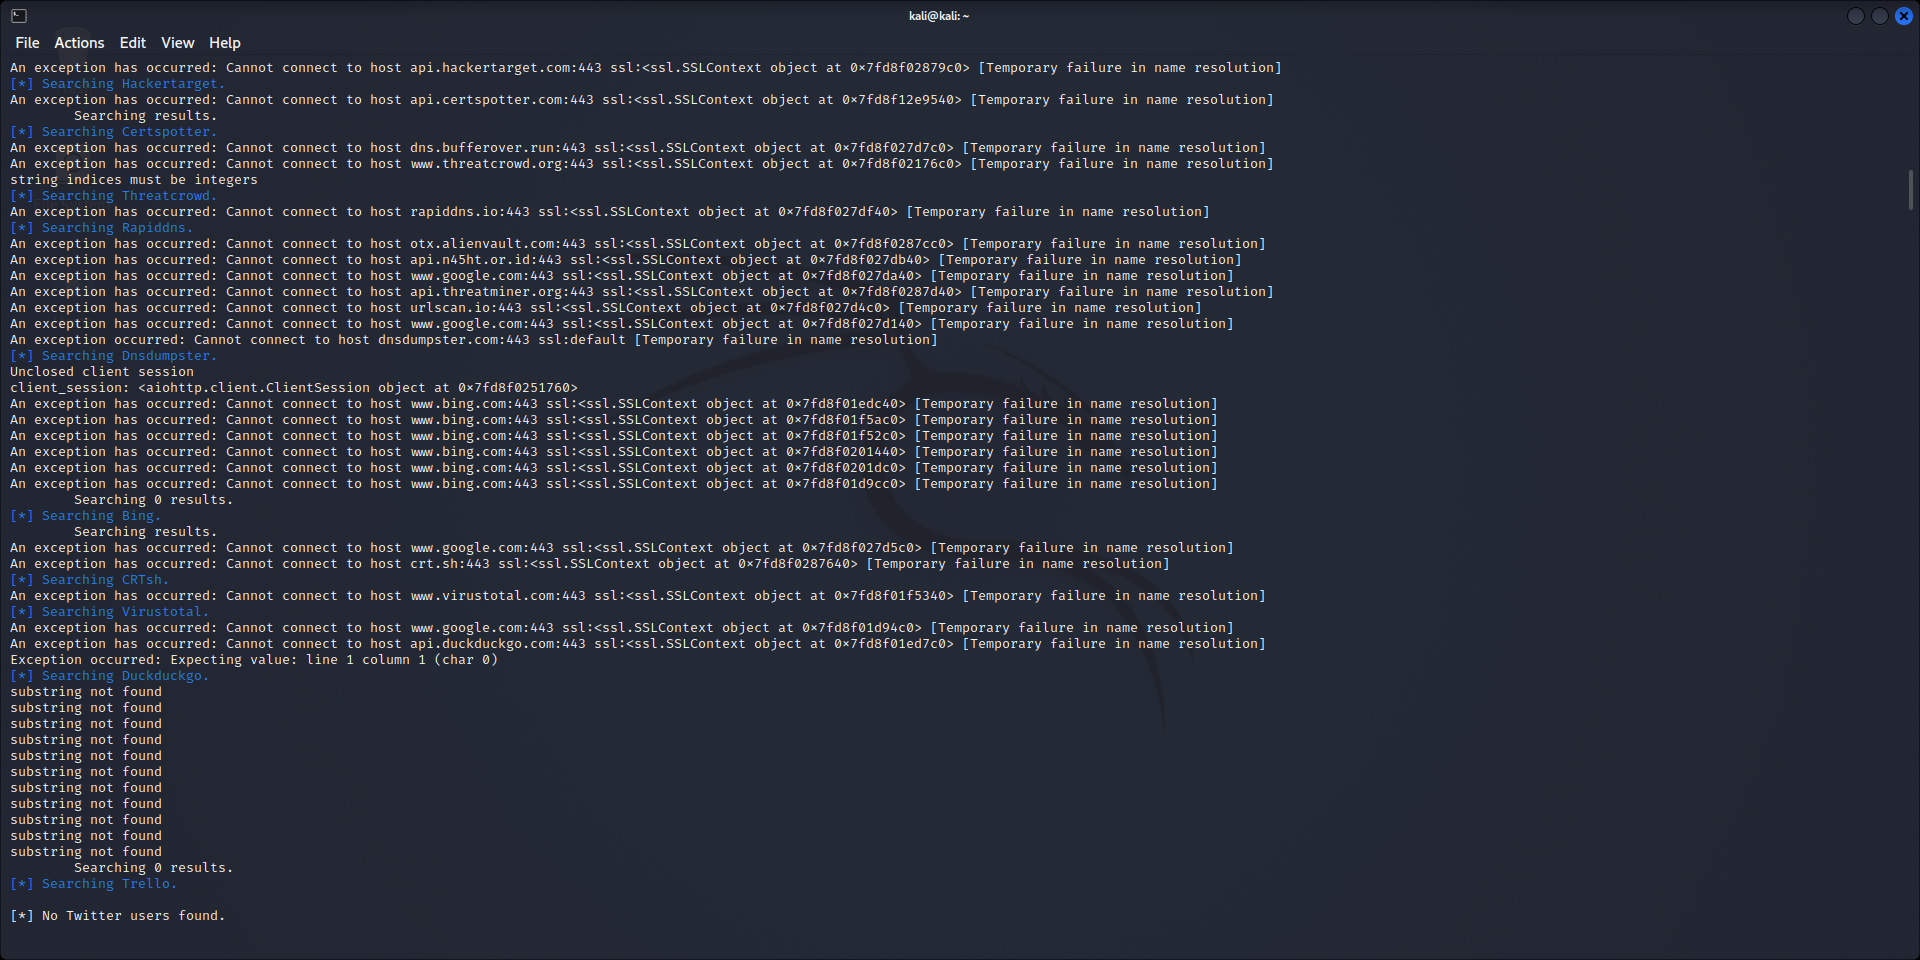 kali@kali: ~
File Actions Edit View Help
An exception has occurred: Cannot connect to host api.hackertarget.com:443 ssl:<ssl.SSLContext object at 0×7fd8f02879c0> [Temporary failure in name resolution]
[*] Searching Hackertarget.
An exception has occurred: Cannot connect to host api.certspotter.com:443 ssl:<ssl.SSLContext object at 0×7fd8f12e9540> [Temporary failure in name resolution]
Searching results.
[*] Searching Certspotter.
An exception has occurred: Cannot connect to host dns.bufferover.run:443 ssl:<ssl.SSLContext object at 0×7fd8f027d7c0> [Temporary failure in name resolution]
An exception has occurred: Cannot connect to host www.threatcrowd.org:443 ssl:<ssl.SSLContext object at 0×7fd8f02176c0> [Temporary failure in name resolution]
string indices must be integers
[*] Searching Threatcrowd.
An exception has occurred: Cannot connect to host rapiddns.io:443 ssl:<ssl.SSLContext object at 0×7fd8f027df40> [Temporary failure in name resolution]
[*] Searching Rapiddns.
An exception has occurred: Cannot connect to host otx.alienvault.com:443 ssl:<ssl.SSLContext object at 0×7fd8f0287cc0> [Temporary failure in name resolution]
An exception has occurred: Cannot connect to host api.n45ht.or.id:443 ssl:<ssl.SSLContext object at 0×7fd8f027db40> [Temporary failure in name resolution]
An exception has occurred: Cannot connect to host www.google.com:443 ssl:<ssl.SSLContext object at 0×7fd8f027da40> [Temporary failure in name resolution]
An exception has occurred: Cannot connect to host api.threatminer.org:443 ssl:<ssl.SSLContext object at 0×7fd8f0287d40> [Temporary failure in name resolution]
An exception has occurred: Cannot connect to host urlscan.io:443 ssl:<ssl.SSLContext object at 0×7fd8f027d4c0> [Temporary failure in name resolution]
An exception has occurred: Cannot connect to host www.google.com:443 ssl:<ssl.SSLContext object at 0×7fd8f027d140> [Temporary failure in name resolution]
An exception occurred: Cannot connect to host dnsdumpster.com:443 ssl:default [Temporary failure in name resolution]
[*] Searching Dnsdumpster.
Unclosed client session
client_session: <aiohttp.client.ClientSession object at 0×7fd8f0251760>
An exception has occurred: Cannot connect to host www.bing.com:443 ssl:<ssl.SSLContext object at 0×7fd8f01edc40> [Temporary failure in name resolution]
An exception has occurred: Cannot connect to host www.bing.com:443 ssl:<ssl.SSLContext object at 0×7fd8f01f5ac0> [Temporary failure in name resolution]
An exception has occurred: Cannot connect to host www.bing.com:443 ssl:<ssl.SSLContext object at 0×7fd8f01f52c0> [Temporary failure in name resolution]
An exception has occurred: Cannot connect to host www.bing.com:443 ssl:<ssl.SSLContext object at 0×7fd8f0201440> [Temporary failure in name resolution]
An exception has occurred: Cannot connect to host www.bing.com:443 ssl:<ssl.SSLContext object at 0×7fd8f0201dc0> [Temporary failure in name resolution]
An exception has occurred: Cannot connect to host www.bing.com:443 ssl:<ssl.SSLContext object at 0×7fd8f01d9cc0> [Temporary failure in name resolution]
Searching 0 results.
[*] Searching Bing.
Searching results.
An exception has occurred: Cannot connect to host www.google.com:443 ssl:<ssl.SSLContext object at 0×7fd8f027d5c0> [Temporary failure in name resolution]
An exception has occurred: Cannot connect to host crt.sh:443 ssl:<ssl.SSLContext object at 0×7fd8f0287640> [Temporary failure in name resolution]
[*] Searching CRTsh.
An exception has occurred: Cannot connect to host www.virustotal.com:443 ssl:<ssl.SSLContext object at 0×7fd8f01f5340> [Temporary failure in name resolution]
[*] Searching Virustotal.
An exception has occurred: Cannot connect to host www.google.com:443 ssl:<ssl.SSLContext object at 0×7fd8f01d94c0> [Temporary failure in name resolution]
An exception has occurred: Cannot connect to host api.duckduckgo.com:443 ssl:<ssl.SSLContext object at 0×7fd8f01ed7c0> [Temporary failure in name resolution]
Exception occurred: Expecting value: line 1 column 1 (char 0)
[*] Searching Duckduckgo.
substring not found
substring not found
substring not found
substring not found
substring not found
substring not found
substring not found
substring not found
substring not found
substring not found
substring not found
Searching 0 results.
[*] Searching Trello.
[*] No Twitter users found.